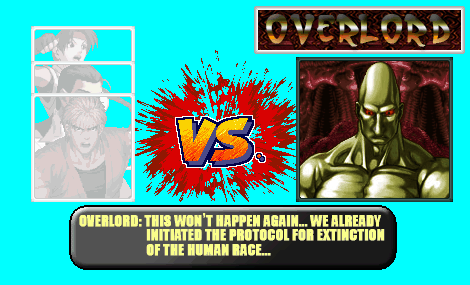 OVERLORD
VS.
OVERLORD: THIS WON'T HAPPEN AGAIN... WE ALREADY
INITIATED THE PROTOCOL FOR EXTINCTION
OF THE HUMAN RACE...